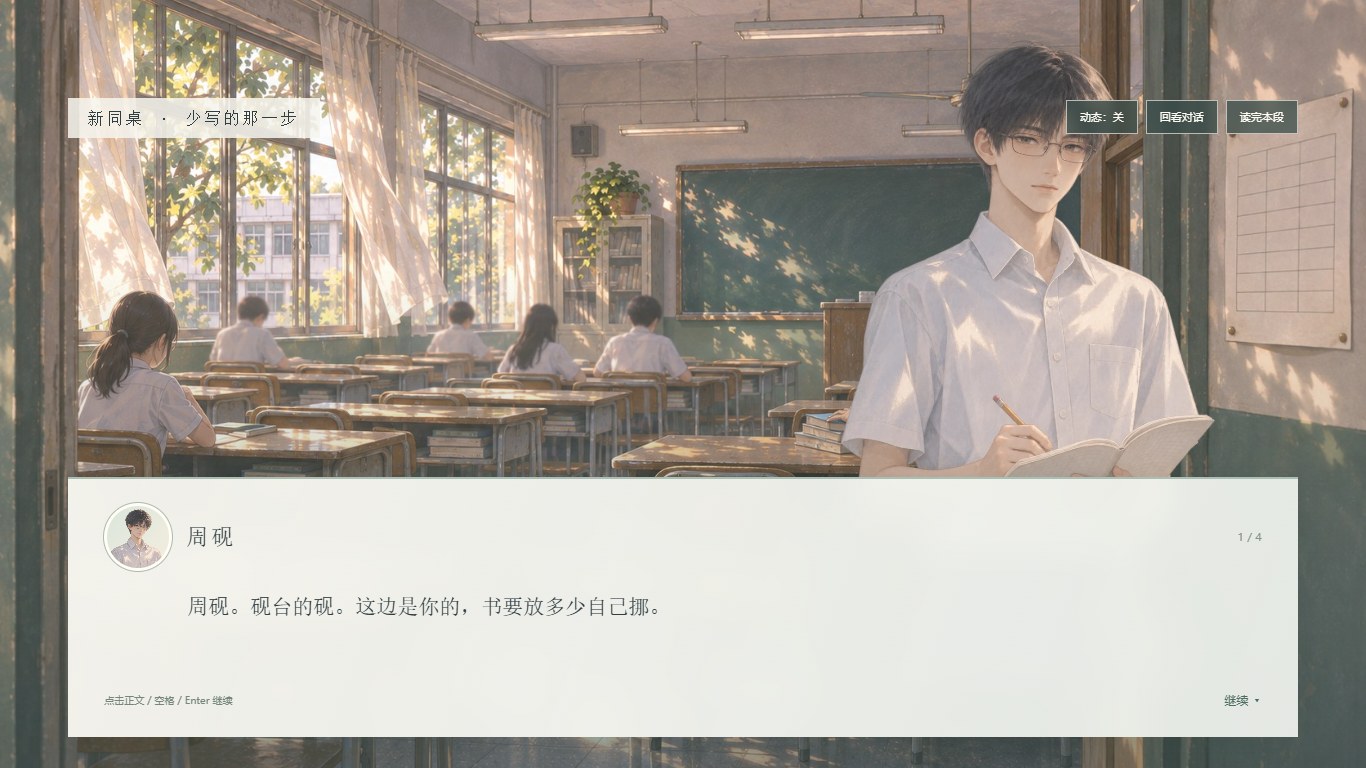 新同桌 · 少写的那一步
动态：关
回看对话
读完本段
周砚
1 / 4
周砚。砚台的砚。这边是你的，书要放多少自己挪。
点击正文 / 空格 / Enter 继续
继续 ▾